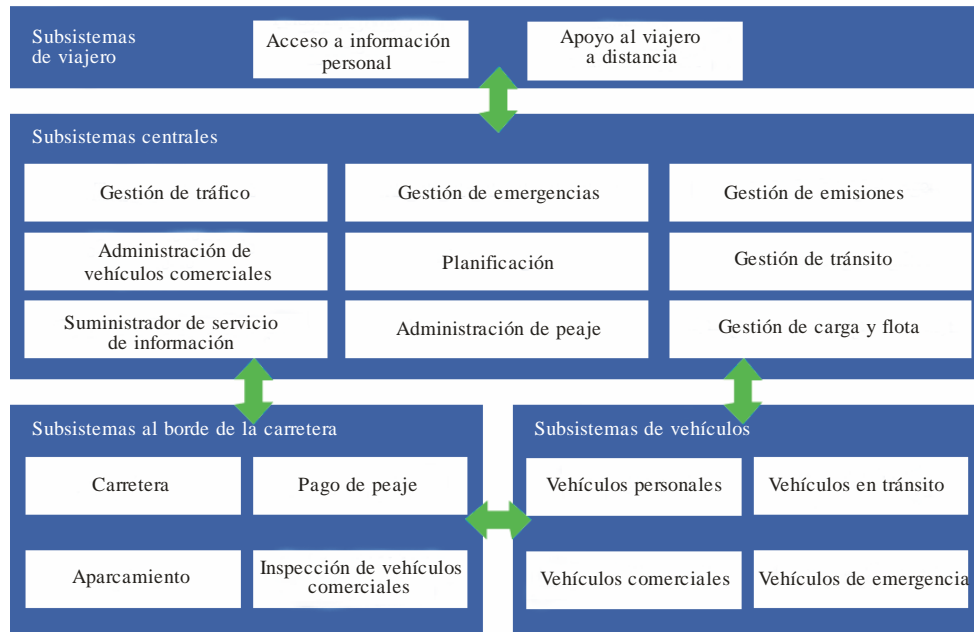 Subsistemas
de viajero
Acceso a información
personal
Apoyo al viajero
a distancia
Subsistemas centrales
Gestión de tráfico
Gestión de emergencias
Gestión de emisiones
Administración de
vehículos comerciales
Planificación
Gestión de tránsito
Suministrador de servicio
de información
Administración de peaje
Gestión de carga y flota
Subsistemas al borde de la carretera
Carretera
Pago de peaje
Aparcamiento
Inspección de vehículos
comerciales
Subsistemas de vehículos
Vehículos personales
Vehículos en tránsito
Vehículos comerciales
Vehículos de emergencia